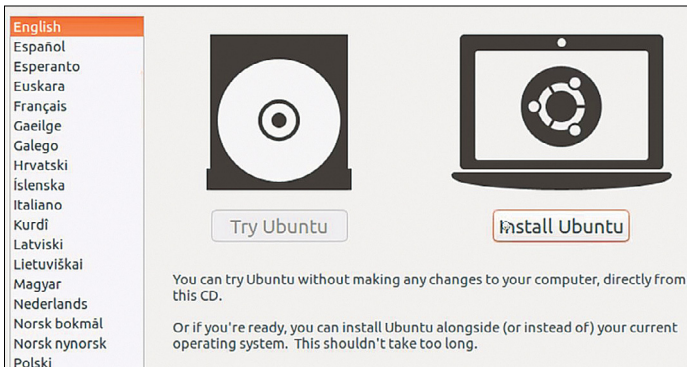 English
Español
Esperanto
Euskara
Français
Gaeilge
Galego
Hrvatski
Íslenska
Italiano
Kurdî
Latviski
Lietuviškai
Magyar
Nederlands
Norsk bokmål
Norsk nynorsk
Polski
Try Ubuntu
Install Ubuntu
You can try Ubuntu without making any changes to your computer, directly from
this CD.
Or if you're ready, you can install Ubuntu alongside (or instead of) your current
operating system. This shouldn't take too long.